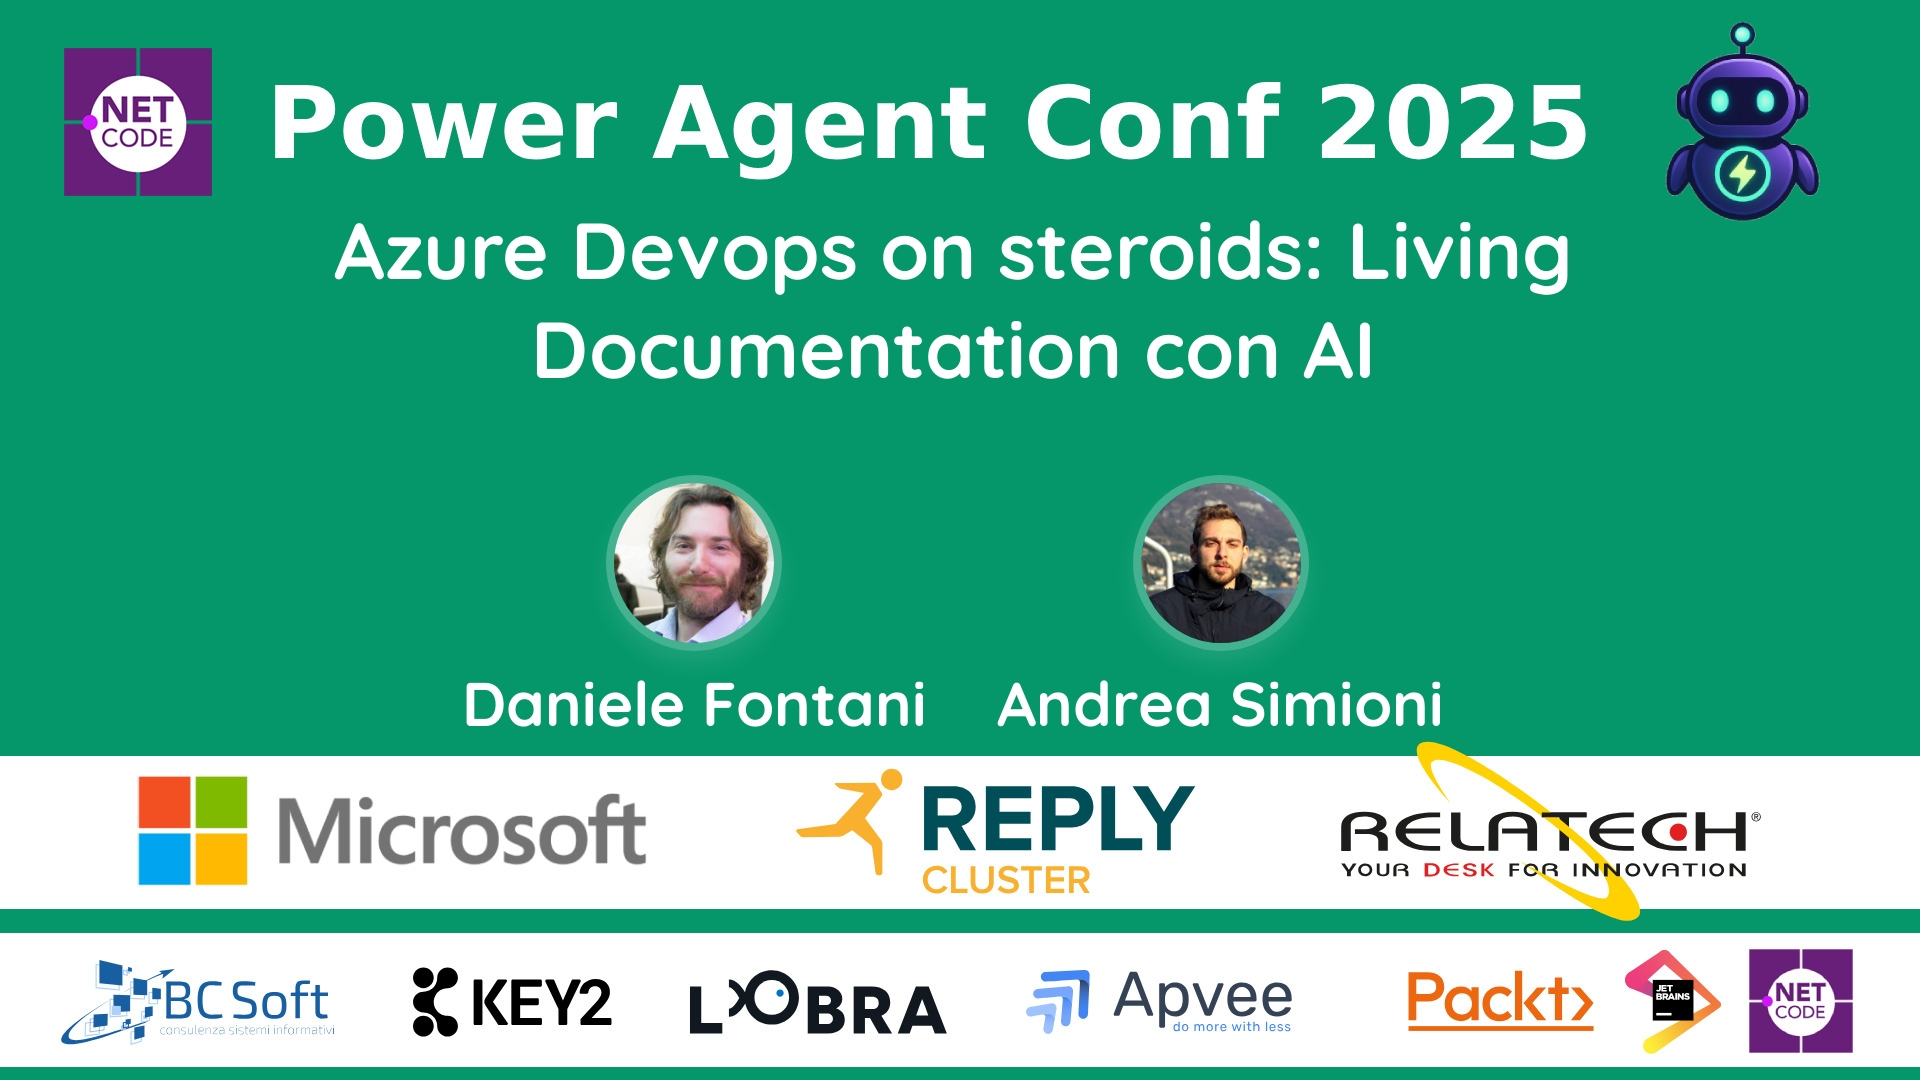 NET
CODE
Power Agent Conf 2025
Azure Devops on steroids: Living
Documentation con AI
Daniele Fontani
Andrea Simioni
Microsoft
REPLY
CLUSTER
RELATECH®
YOUR DESK FOR INNOVATION
BC Soft
consulenza sistemi informativi
KEY2
LOBRA
Apvee
do more with less
Packt>
JET
BRAINS
NET
CODE